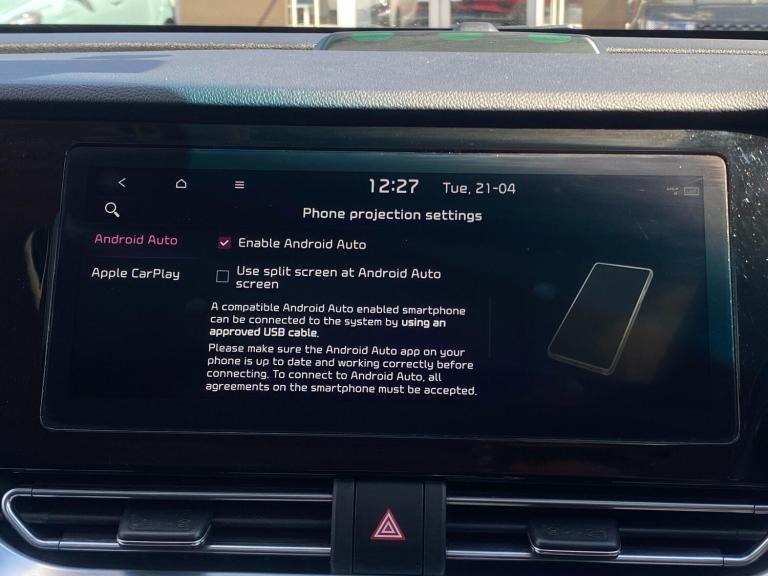 12:27 Tue, 21-04
Phone projection settings
Android Auto
Enable Android Auto
Apple CarPlay
Use split screen at Android Auto
screen
A compatible Android Auto enabled smartphone
can be connected to the system by using an
approved USB cable.
Please make sure the Android Auto app on your
phone is up to date and working correctly before
connecting. To connect to Android Auto, all
agreements on the smartphone must be accepted.